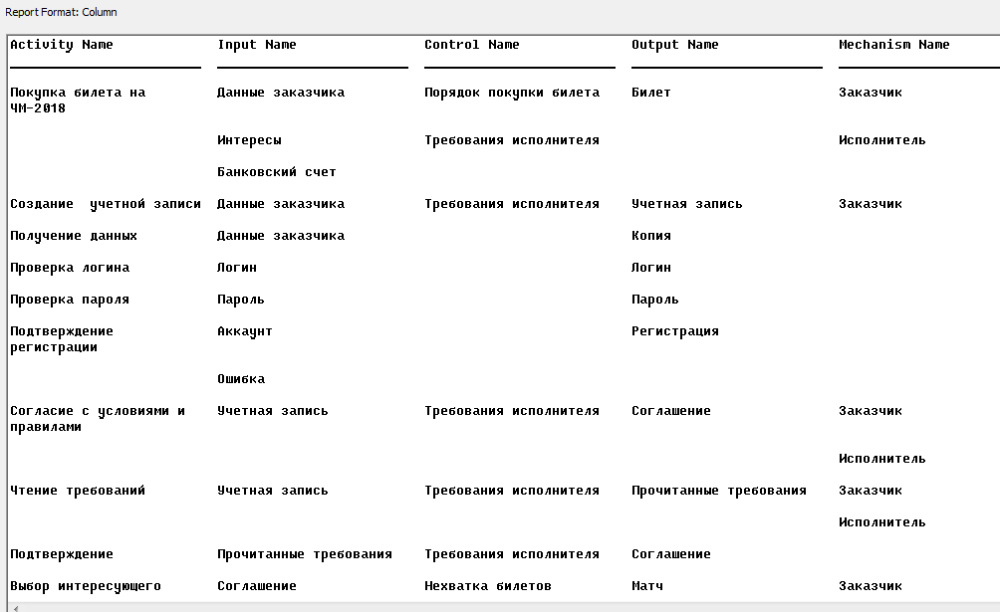 Report Format: Column
Activity Name Input Name Control Name Output Name Mechanism Name
Покупка билета на Данные заказчика Порядок покупки билета Билет Заказчик
ЧМ-2018
Интересы Требования исполнителя Исполнитель
Банковский счет
Создание учетной записи Данные заказчика Требования исполнителя Учетная запись Заказчик
Получение данных Данные заказчика Копия
Проверка логина Логин Логин
Проверка пароля Пароль Пароль
Подтверждение Аккаунт Регистрация
регистрации
Ошибка
Согласие с условиями и Учетная запись Требования исполнителя Соглашение Заказчик
правилами
Исполнитель
Чтение требований Учетная запись Требования исполнителя Прочитанные требования Заказчик
Исполнитель
Подтверждение Прочитанные требования Требования исполнителя Соглашение
Выбор интересующего Соглашение Нехватка билетов Матч Заказчик